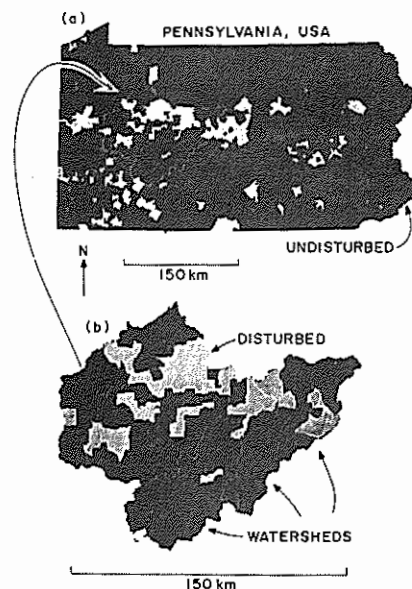 (a)
PENNSYLVANIA, USA
UNDISTURBED
N
150 km
(b)
DISTURBED
WATERSHEDS
150 km